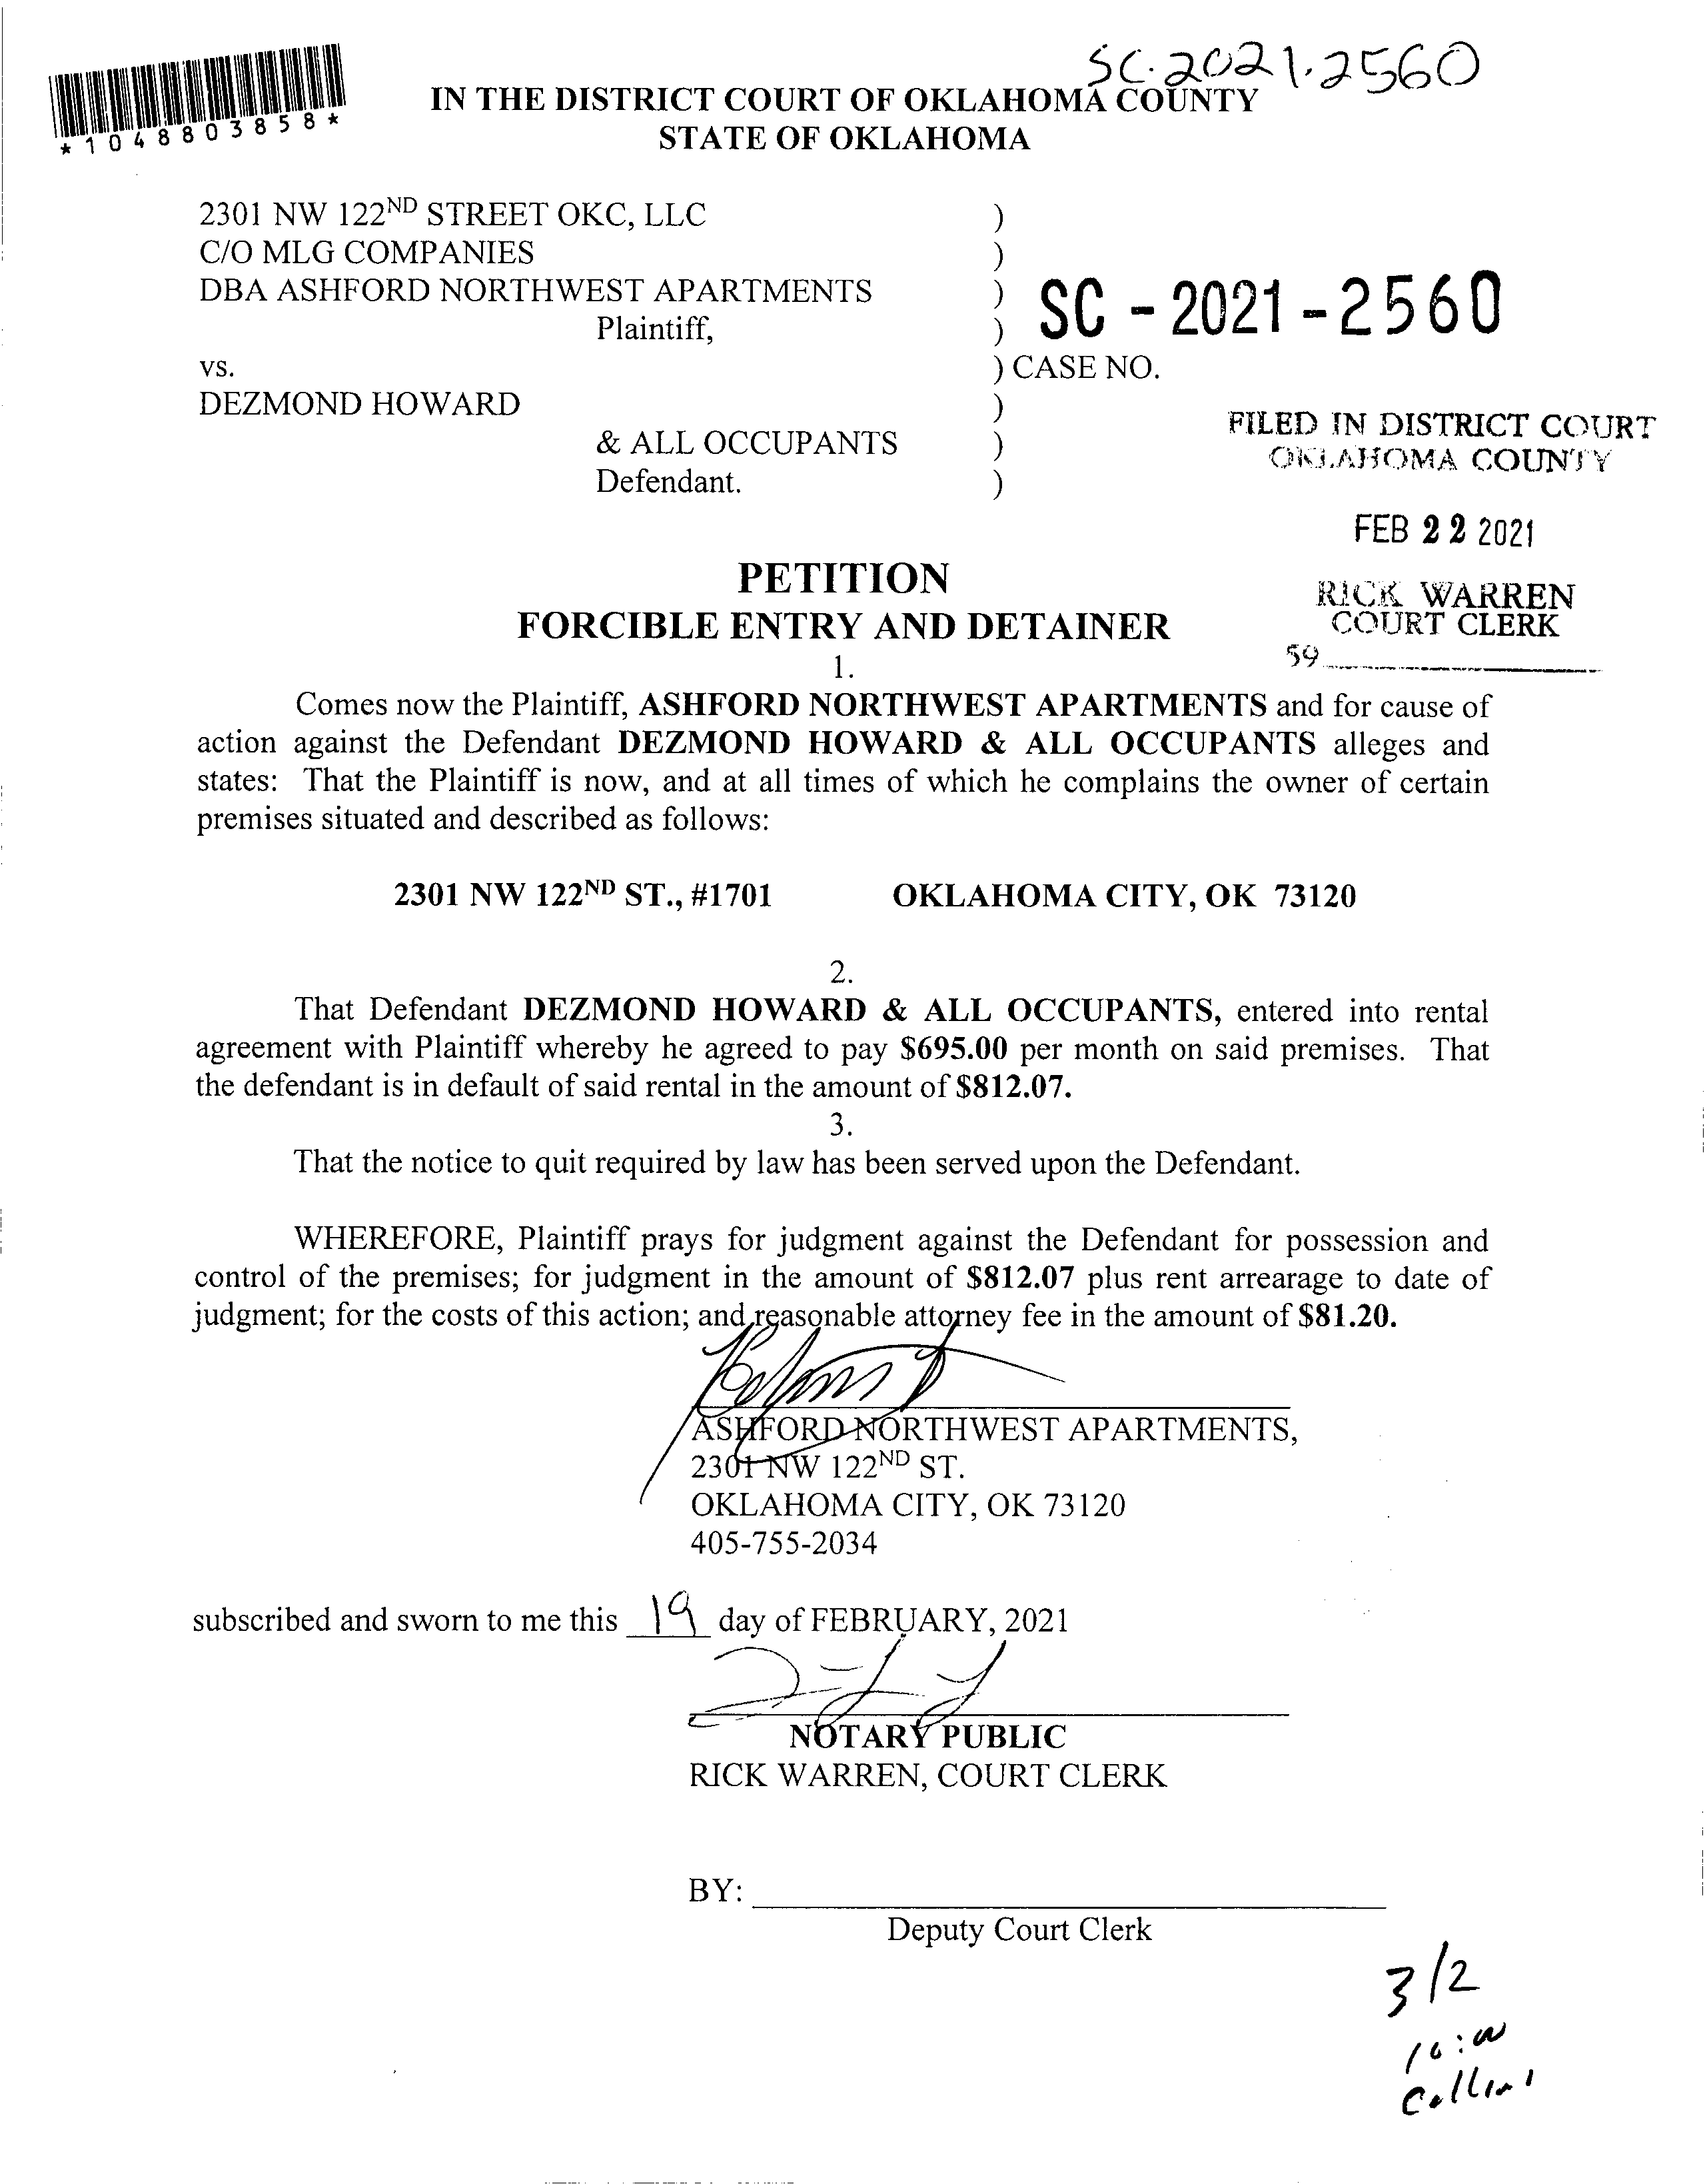 SC-2021-2560
*1048803858*
IN THE DISTRICT COURT OF OKLAHOMA COUNTY
STATE OF OKLAHOMA
2301 NW 122ND STREET OKC, LLC )
C/O MLG COMPANIES )
DBA ASHFORD NORTHWEST APARTMENTS )
SC - 2021 - 2560
Plaintiff, )
vs. ) CASE NO.
DEZMOND HOWARD )
& ALL OCCUPANTS )
Defendant. )
FILED IN DISTRICT COURT
OKLAHOMA COUNTY
FEB 22 2021
RICK WARREN
COURT CLERK
59
PETITION
FORCIBLE ENTRY AND DETAINER
1.
Comes now the Plaintiff, ASHFORD NORTHWEST APARTMENTS and for cause of
action against the Defendant DEZMOND HOWARD & ALL OCCUPANTS alleges and
states: That the Plaintiff is now, and at all times of which he complains the owner of certain
premises situated and described as follows:
2301 NW 122ND ST., #1701 OKLAHOMA CITY, OK 73120
2.
That Defendant DEZMOND HOWARD & ALL OCCUPANTS, entered into rental
agreement with Plaintiff whereby he agreed to pay $695.00 per month on said premises. That
the defendant is in default of said rental in the amount of $812.07.
3.
That the notice to quit required by law has been served upon the Defendant.
WHEREFORE, Plaintiff prays for judgment against the Defendant for possession and
control of the premises; for judgment in the amount of $812.07 plus rent arrearage to date of
judgment; for the costs of this action; and reasonable attorney fee in the amount of $81.20.
ASHFORD NORTHWEST APARTMENTS,
2301 NW 122ND ST.
OKLAHOMA CITY, OK 73120
405-755-2034
subscribed and sworn to me this 19 day of FEBRUARY, 2021
NOTARY PUBLIC
RICK WARREN, COURT CLERK
BY:
Deputy Court Clerk
3/2
10:00
Collins